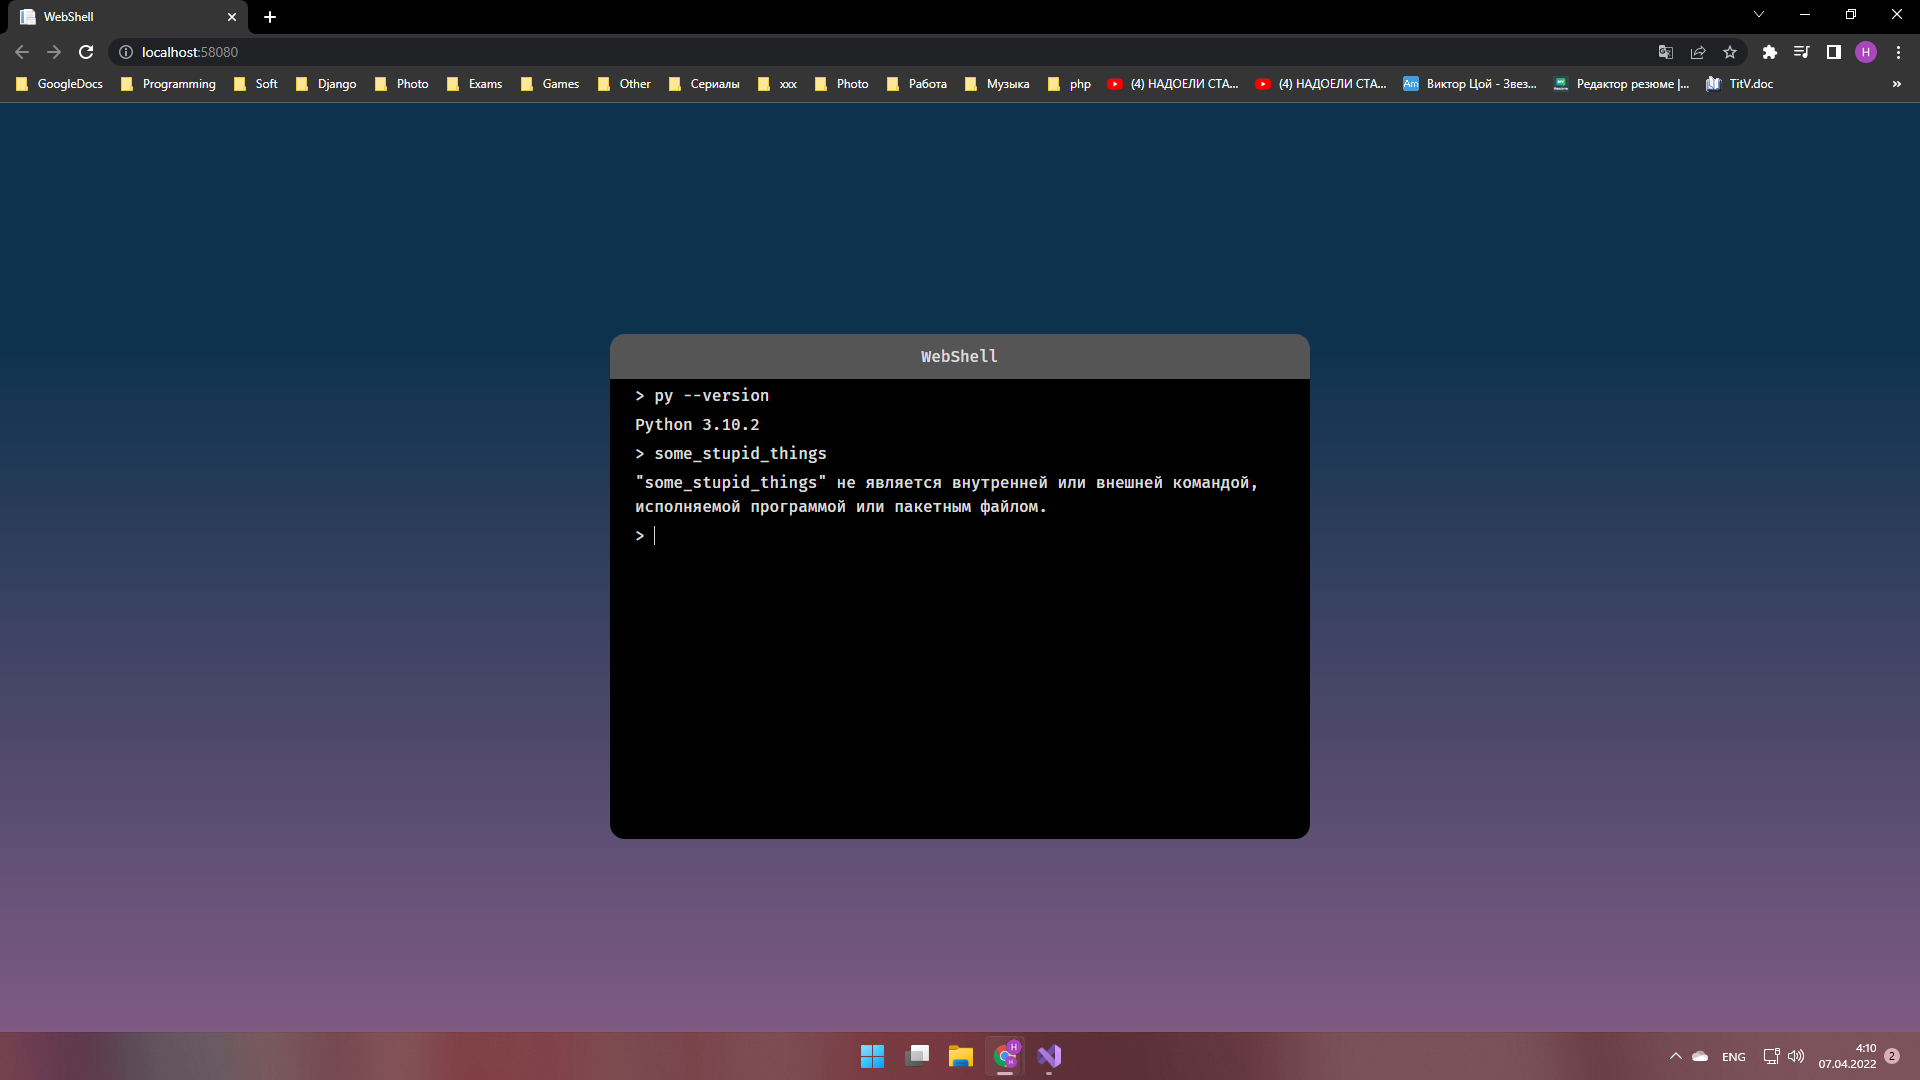 WebShell
localhost:58080
H
GoogleDocs Programming Soft Django Photo Exams Games Other Сериалы xxx Photo Работа Музыка php (4) НАДОЕЛИ СТА... (4) НАДОЕЛИ СТА... Am Виктор Цой - Звез... Редактор резюме |... TitV.doc »
WebShell
> py --version
Python 3.10.2
> some_stupid_things
"some_stupid_things" не является внутренней или внешней командой,
исполняемой программой или пакетным файлом.
>
H
H
ENG
4:10
07.04.2022
2